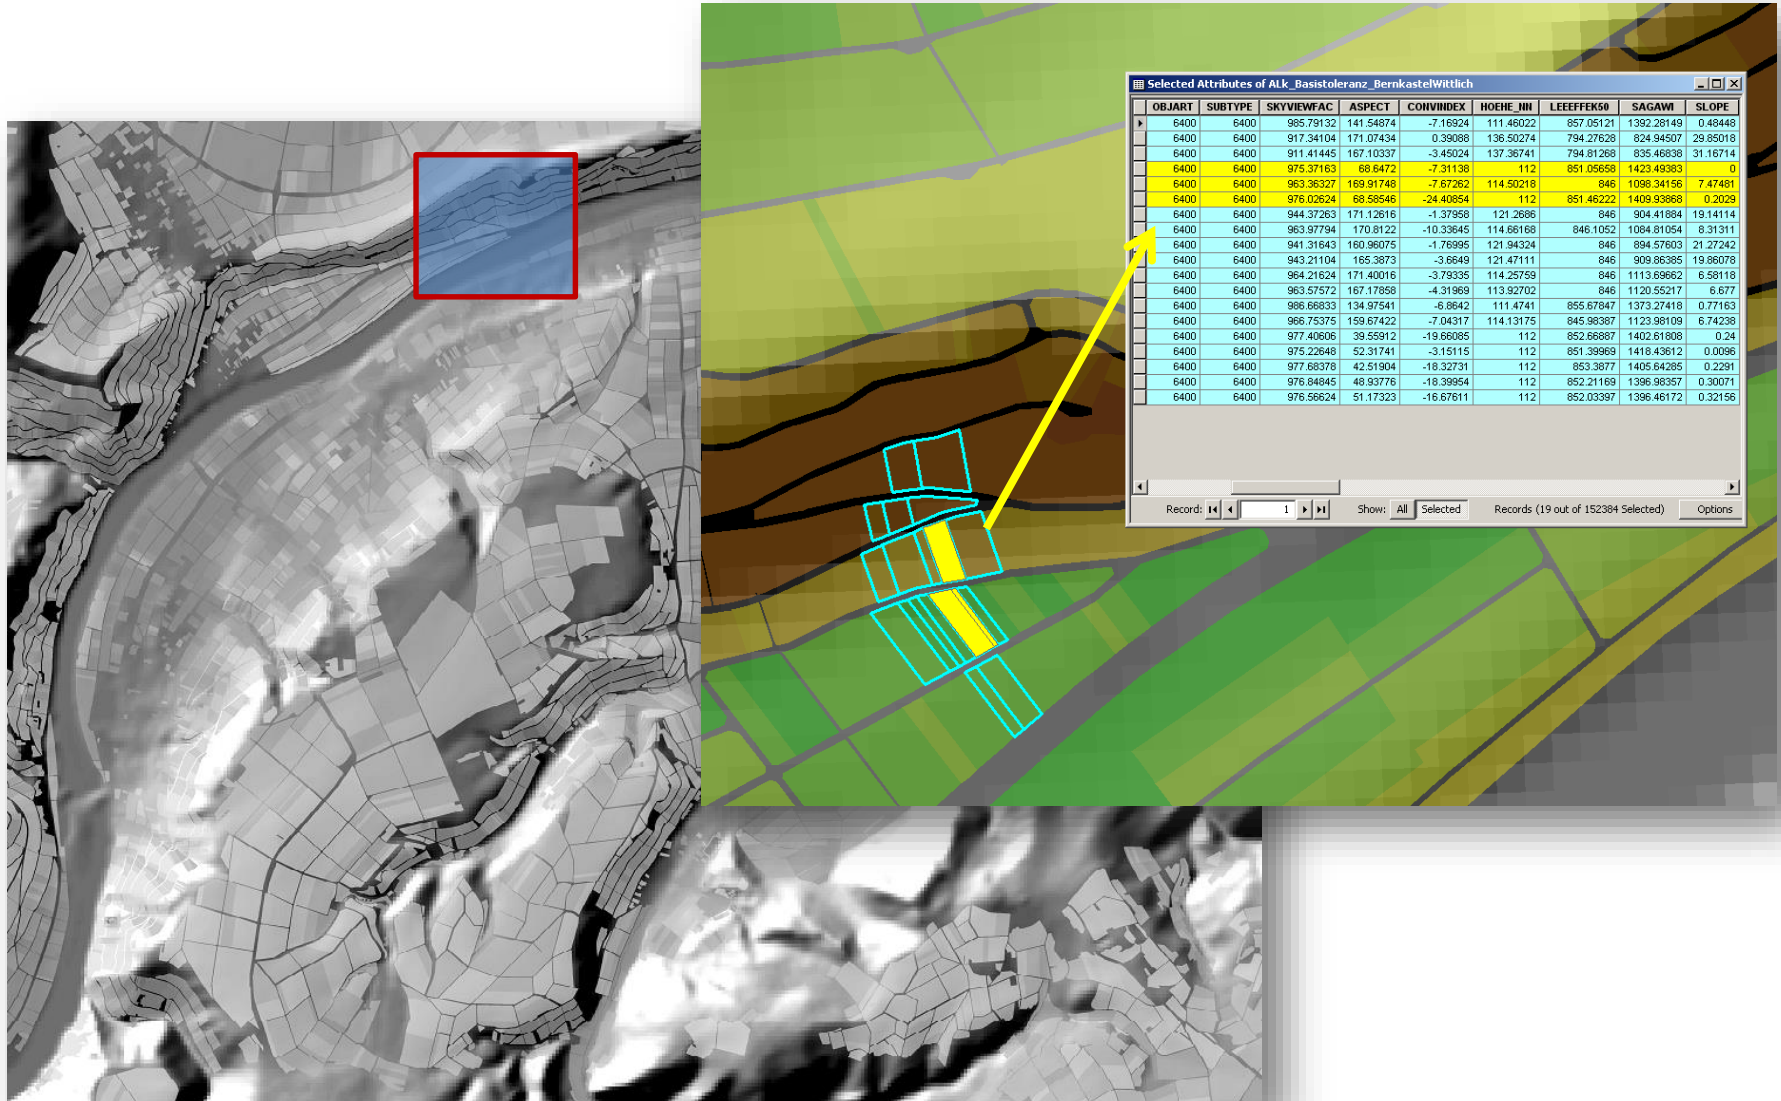 Selected Attributes of ALk_Basistoleranz_BernkastelWittlich
OBJART SUBTYPE SKYVIEWFAC ASPECT CONVINDEX HOEHE_NN LEEEFFEK50 SAGAWI SLOPE
6400 6400 985.79132 141.54874 -7.16924 111.46022 857.05121 1392.28149 0.48448
6400 6400 917.34104 171.07434 0.39088 136.50274 794.27628 824.94507 29.85018
6400 6400 911.41445 167.10337 -3.45024 137.36741 794.81268 835.46838 31.16714
6400 6400 975.37163 68.6472 -7.31138 112 851.05658 1423.49383 0
6400 6400 963.36327 169.91748 -7.67262 114.50218 846 1098.34156 7.47481
6400 6400 976.02624 68.58546 -24.40854 112 851.46222 1409.93868 0.2029
6400 6400 944.37263 171.12616 -1.37958 121.2686 846 904.41884 19.14114
6400 6400 963.97794 170.8122 -10.33645 114.66168 846.1052 1084.81054 8.31311
6400 6400 941.31643 160.96075 -1.76995 121.94324 846 894.57603 21.27242
6400 6400 943.21104 165.3873 -3.6649 121.47111 846 909.86385 19.86078
6400 6400 964.21624 171.40016 -3.79335 114.25759 846 1113.69662 6.58118
6400 6400 963.57572 167.17858 -4.31969 113.92702 846 1120.55217 6.677
6400 6400 986.66833 134.97541 -6.8642 111.4741 855.67847 1373.27418 0.77163
6400 6400 966.75375 159.67422 -7.04317 114.13175 845.98387 1123.98109 6.74238
6400 6400 977.40606 39.55912 -19.66085 112 852.66887 1402.61808 0.24
6400 6400 975.22648 52.31741 -3.15115 112 851.39969 1418.43612 0.0096
6400 6400 977.68378 42.51904 -18.32731 112 853.3877 1405.64285 0.2291
6400 6400 976.84845 48.93776 -18.39954 112 852.21169 1396.98357 0.30071
6400 6400 976.56624 51.17323 -16.67611 112 852.03397 1396.46172 0.32156
Record: 1 Show: All Selected Records (19 out of 152384 Selected) Options